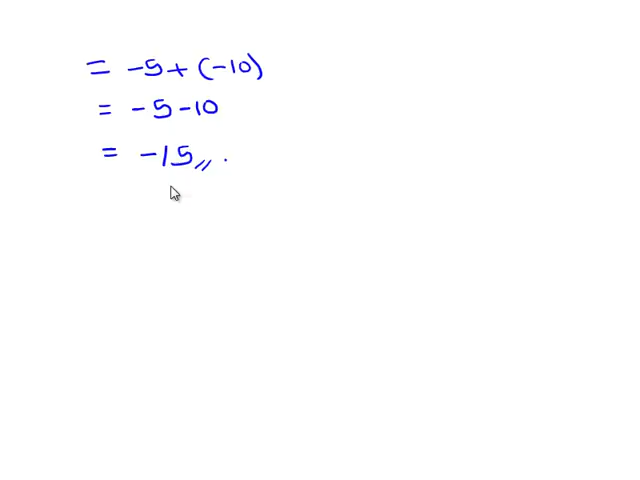 = -5 + (-10)
= -5 - 10
= -15 //.